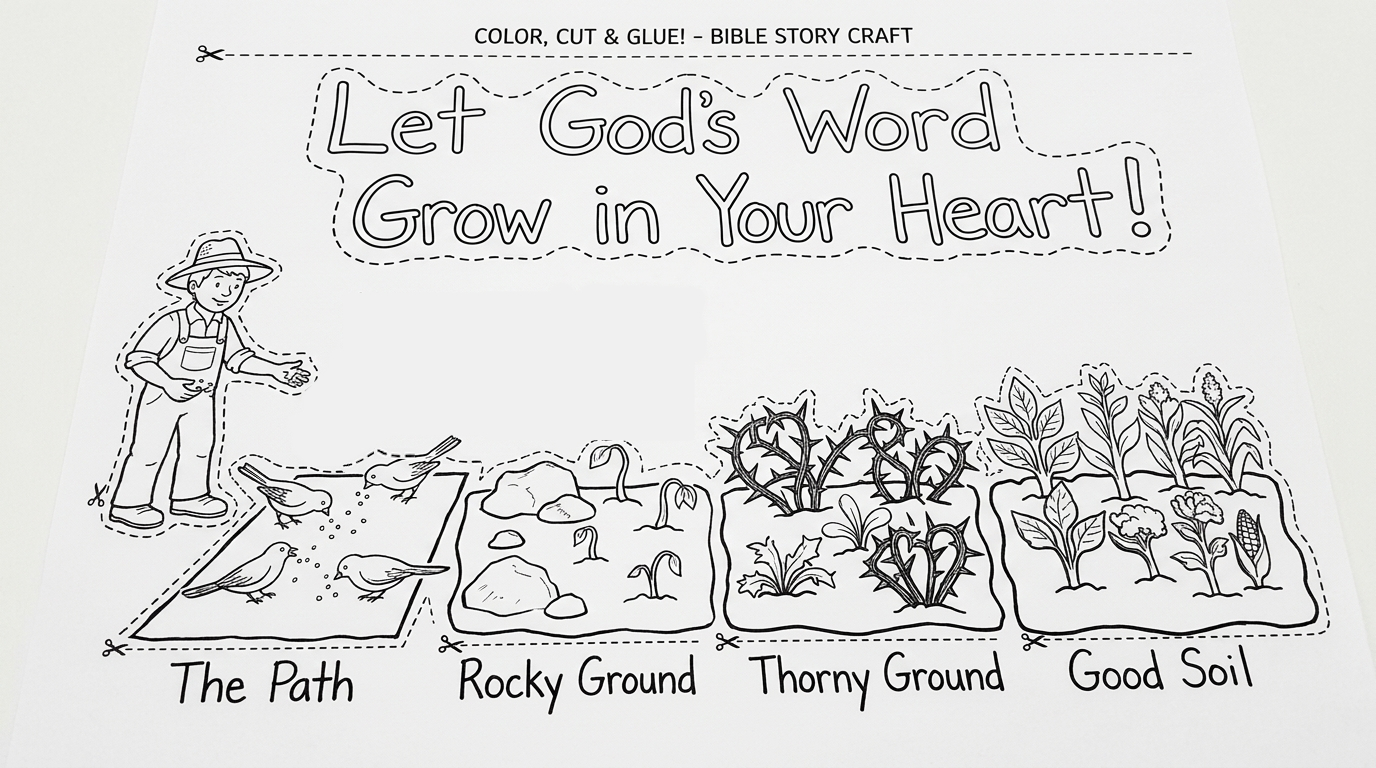 COLOR, CUT & GLUE! – BIBLE STORY CRAFT
Let God's Word
Grow in Your Heart!
The Path
Rocky Ground
Thorny Ground
Good Soil